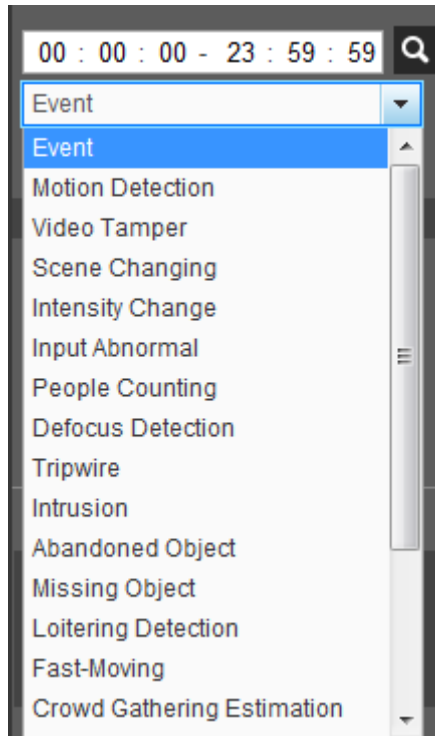 00 : 00 : 00 - 23 : 59 : 59
Event
Event
Motion Detection
Video Tamper
Scene Changing
Intensity Change
Input Abnormal
People Counting
Defocus Detection
Tripwire
Intrusion
Abandoned Object
Missing Object
Loitering Detection
Fast-Moving
Crowd Gathering Estimation